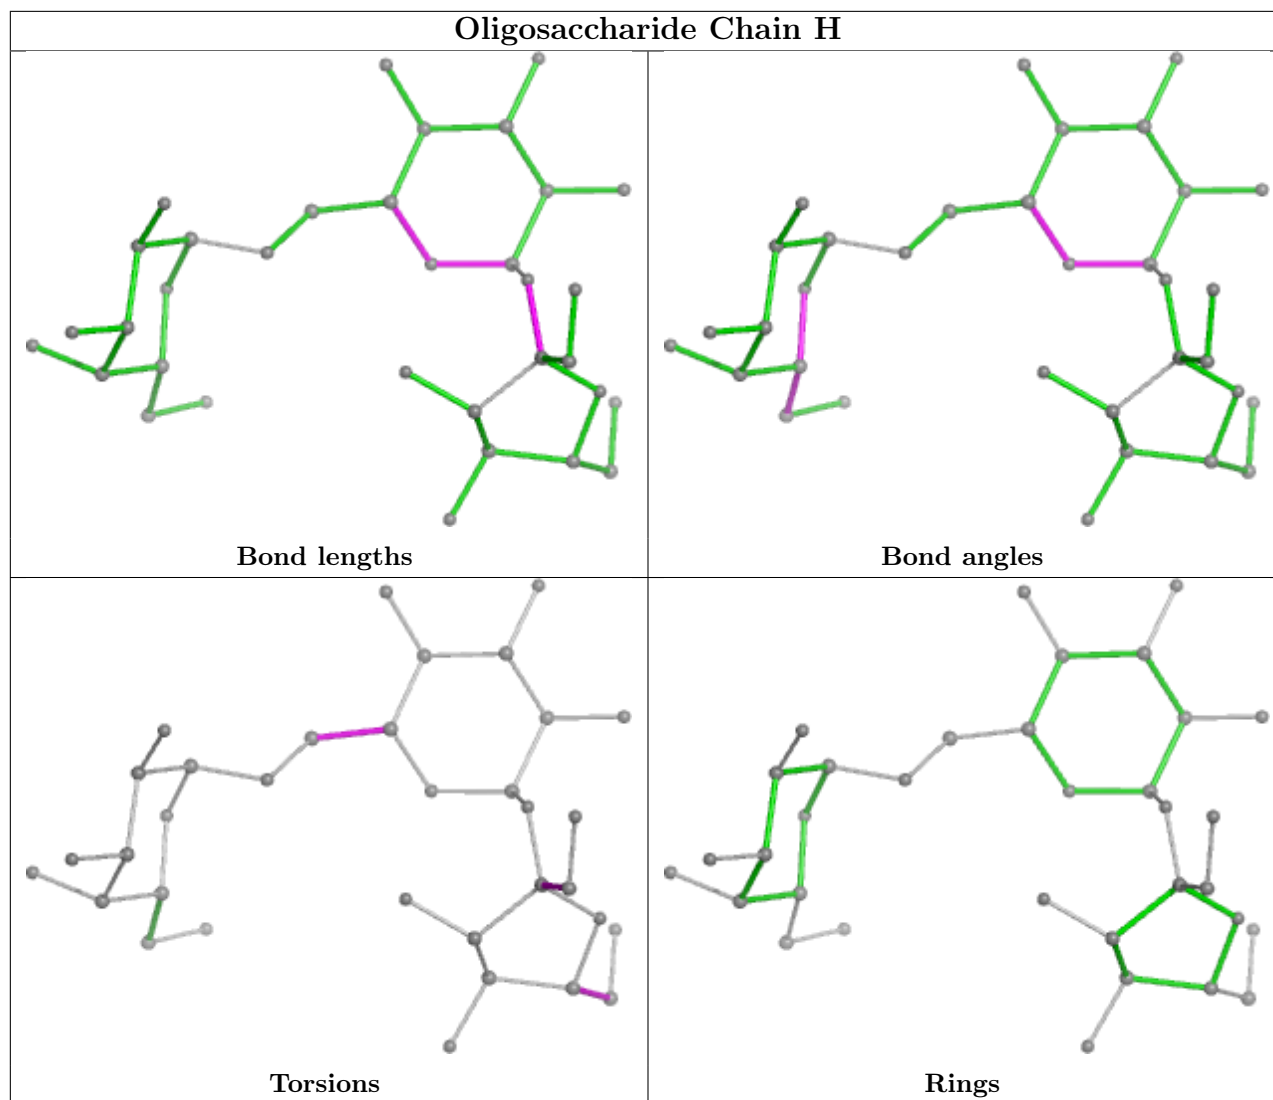 Oligosaccharide Chain H
Bond lengths
Bond angles
Torsions
Rings